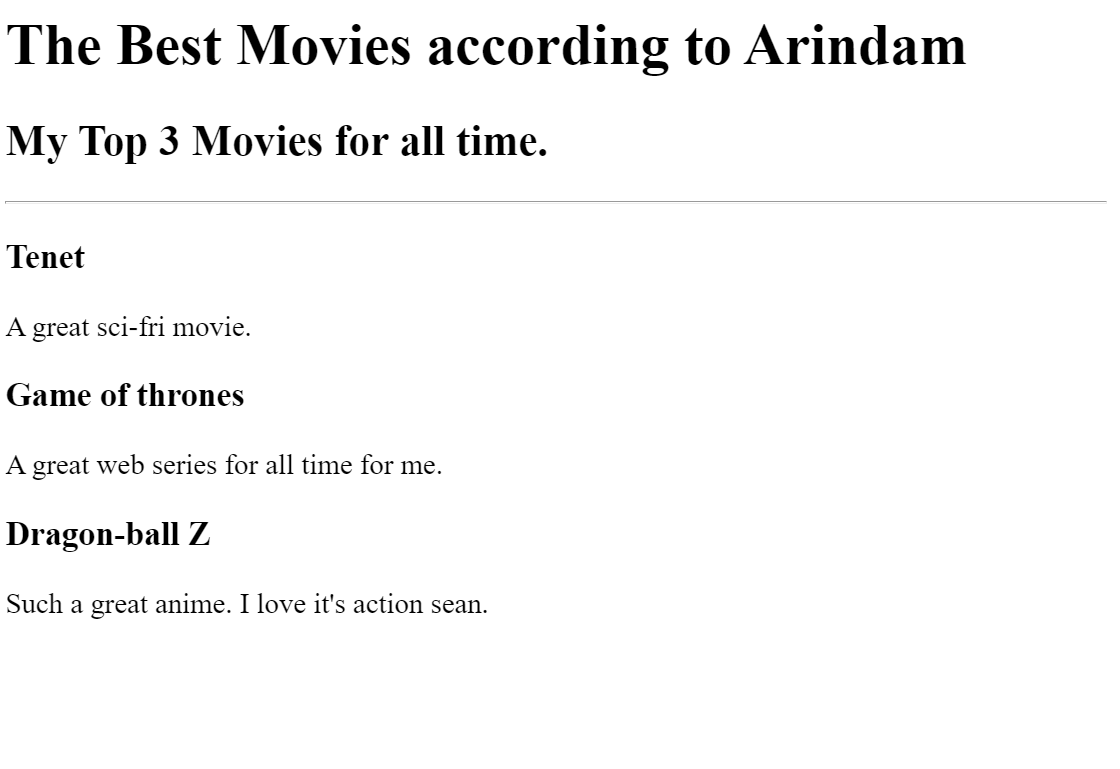 The Best Movies according to Arindam
My Top 3 Movies for all time.
Tenet
A great sci-fri movie.
Game of thrones
A great web series for all time for me.
Dragon-ball Z
Such a great anime. I love it's action sean.